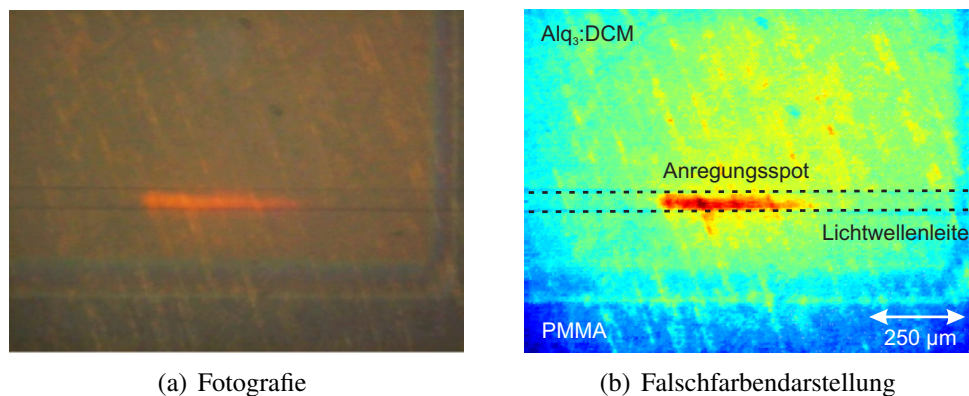 Alq₃:DCM
Anregungsspot
Lichtwellenleite
PMMA
250 µm
(a) Fotografie
(b) Falschfarbendarstellung